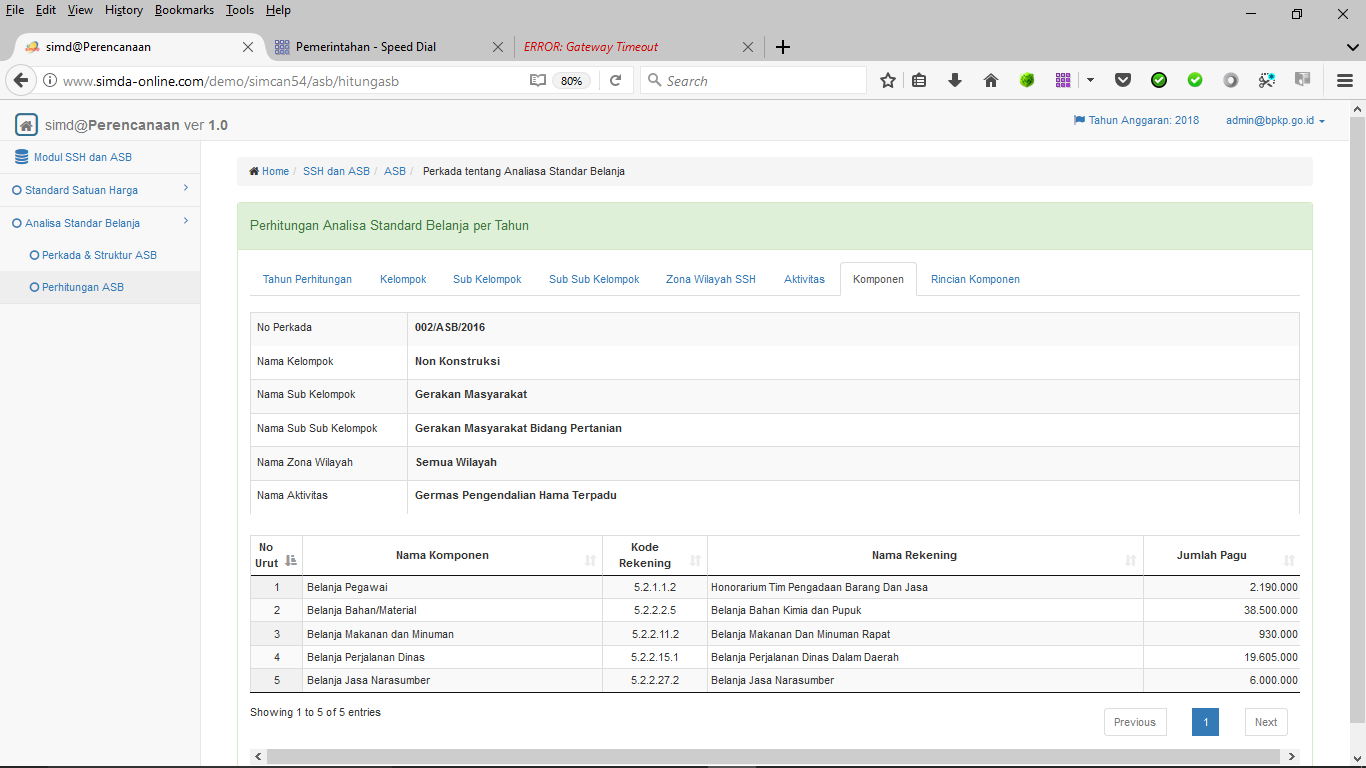 File Edit View History Bookmarks Tools Help
simd@Perencanaan
Pemerintahan - Speed Dial
ERROR: Gateway Timeout
www.simda-online.com/demo/simcan54/asb/hitungasb
80%
Search
simd@Perencanaan ver 1.0
Tahun Anggaran: 2018
admin@bpkp.go.id
Modul SSH dan ASB
Standard Satuan Harga
Analisa Standar Belanja
Perkada & Struktur ASB
Perhitungan ASB
Home / SSH dan ASB / ASB / Perkada tentang Analiasa Standar Belanja
Perhitungan Analisa Standard Belanja per Tahun
Tahun Perhitungan Kelompok Sub Kelompok Sub Sub Kelompok Zona Wilayah SSH Aktivitas Komponen Rincian Komponen
No Perkada 002/ASB/2016
Nama Kelompok Non Konstruksi
Nama Sub Kelompok Gerakan Masyarakat
Nama Sub Sub Kelompok Gerakan Masyarakat Bidang Pertanian
Nama Zona Wilayah Semua Wilayah
Nama Aktivitas Germas Pengendalian Hama Terpadu
No Urut Nama Komponen Kode Rekening Nama Rekening Jumlah Pagu
1 Belanja Pegawai 5.2.1.1.2 Honorarium Tim Pengadaan Barang Dan Jasa 2.190.000
2 Belanja Bahan/Material 5.2.2.2.5 Belanja Bahan Kimia dan Pupuk 38.500.000
3 Belanja Makanan dan Minuman 5.2.2.11.2 Belanja Makanan Dan Minuman Rapat 930.000
4 Belanja Perjalanan Dinas 5.2.2.15.1 Belanja Perjalanan Dinas Dalam Daerah 19.605.000
5 Belanja Jasa Narasumber 5.2.2.27.2 Belanja Jasa Narasumber 6.000.000
Showing 1 to 5 of 5 entries
Previous 1 Next